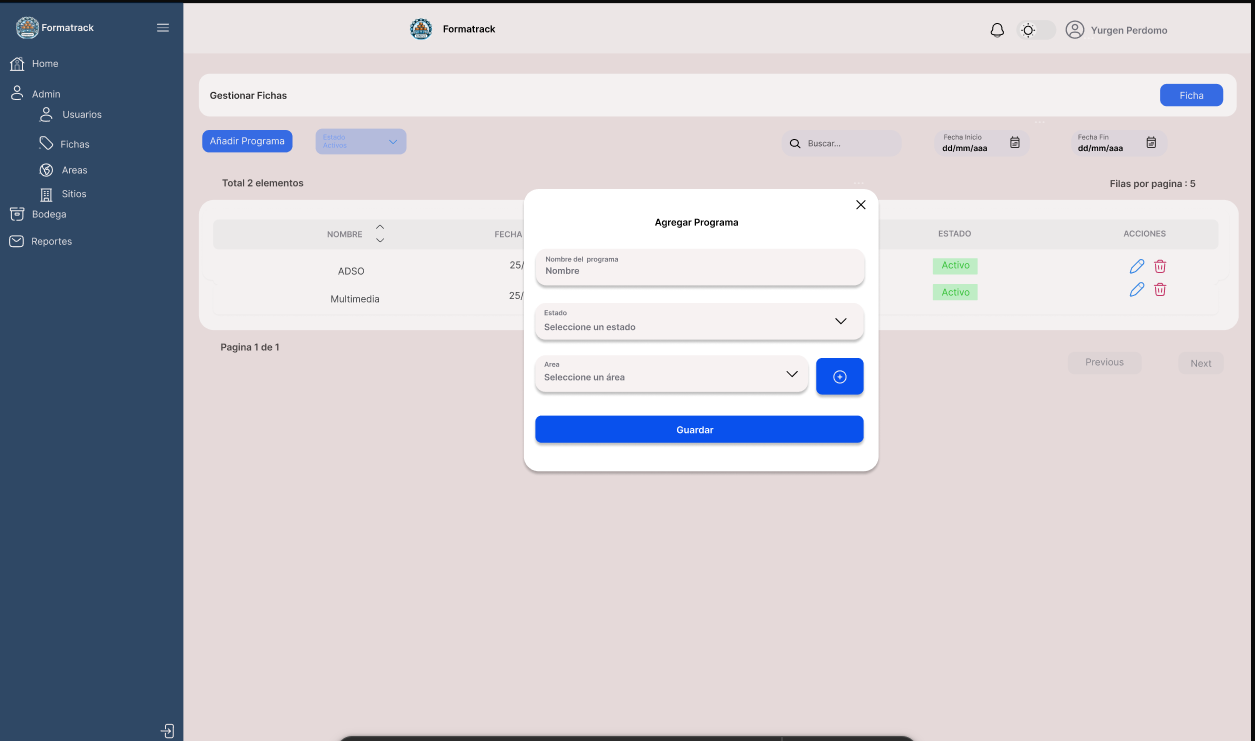 Formatrack
Formatrack
Yurgen Perdomo
Home
Admin
Usuarios
Fichas
Areas
Sitios
Bodega
Reportes
Gestionar Fichas
Ficha
Añadir Programa
Estado
Activos
Buscar...
Fecha Inicio
dd/mm/aaa
Fecha Fin
dd/mm/aaa
Total 2 elementos
Filas por pagina : 5
NOMBRE
FECHA
ESTADO
ACCIONES
ADSO
25/
Activo
Multimedia
25/
Activo
Pagina 1 de 1
Previous
Next
Agregar Programa
Nombre del programa
Nombre
Estado
Seleccione un estado
Area
Seleccione un área
Guardar